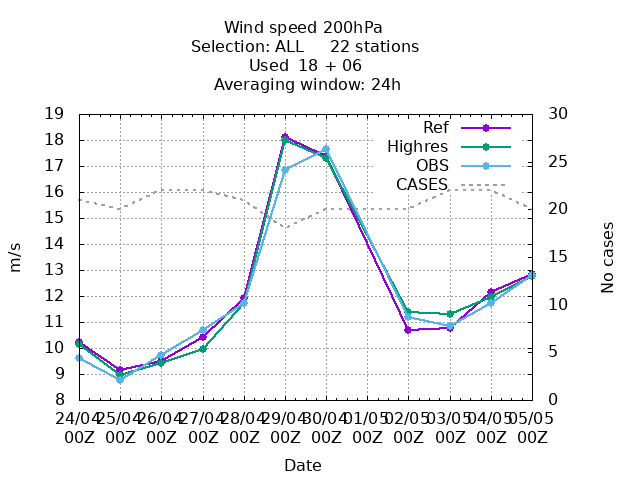 Wind speed 200hPa
Selection: ALL 22 stations
Used 18 + 06
Averaging window: 24h
19
18
17
16
15
14
13
12
11
10
9
8
30
25
20
15
10
5
0
Ref
Highres
OBS
CASES
m/s
No cases
24/04 25/04 26/04 27/04 28/04 29/04 30/04 01/05 02/05 03/05 04/05 05/05
00Z 00Z 00Z 00Z 00Z 00Z 00Z 00Z 00Z 00Z 00Z 00Z
Date